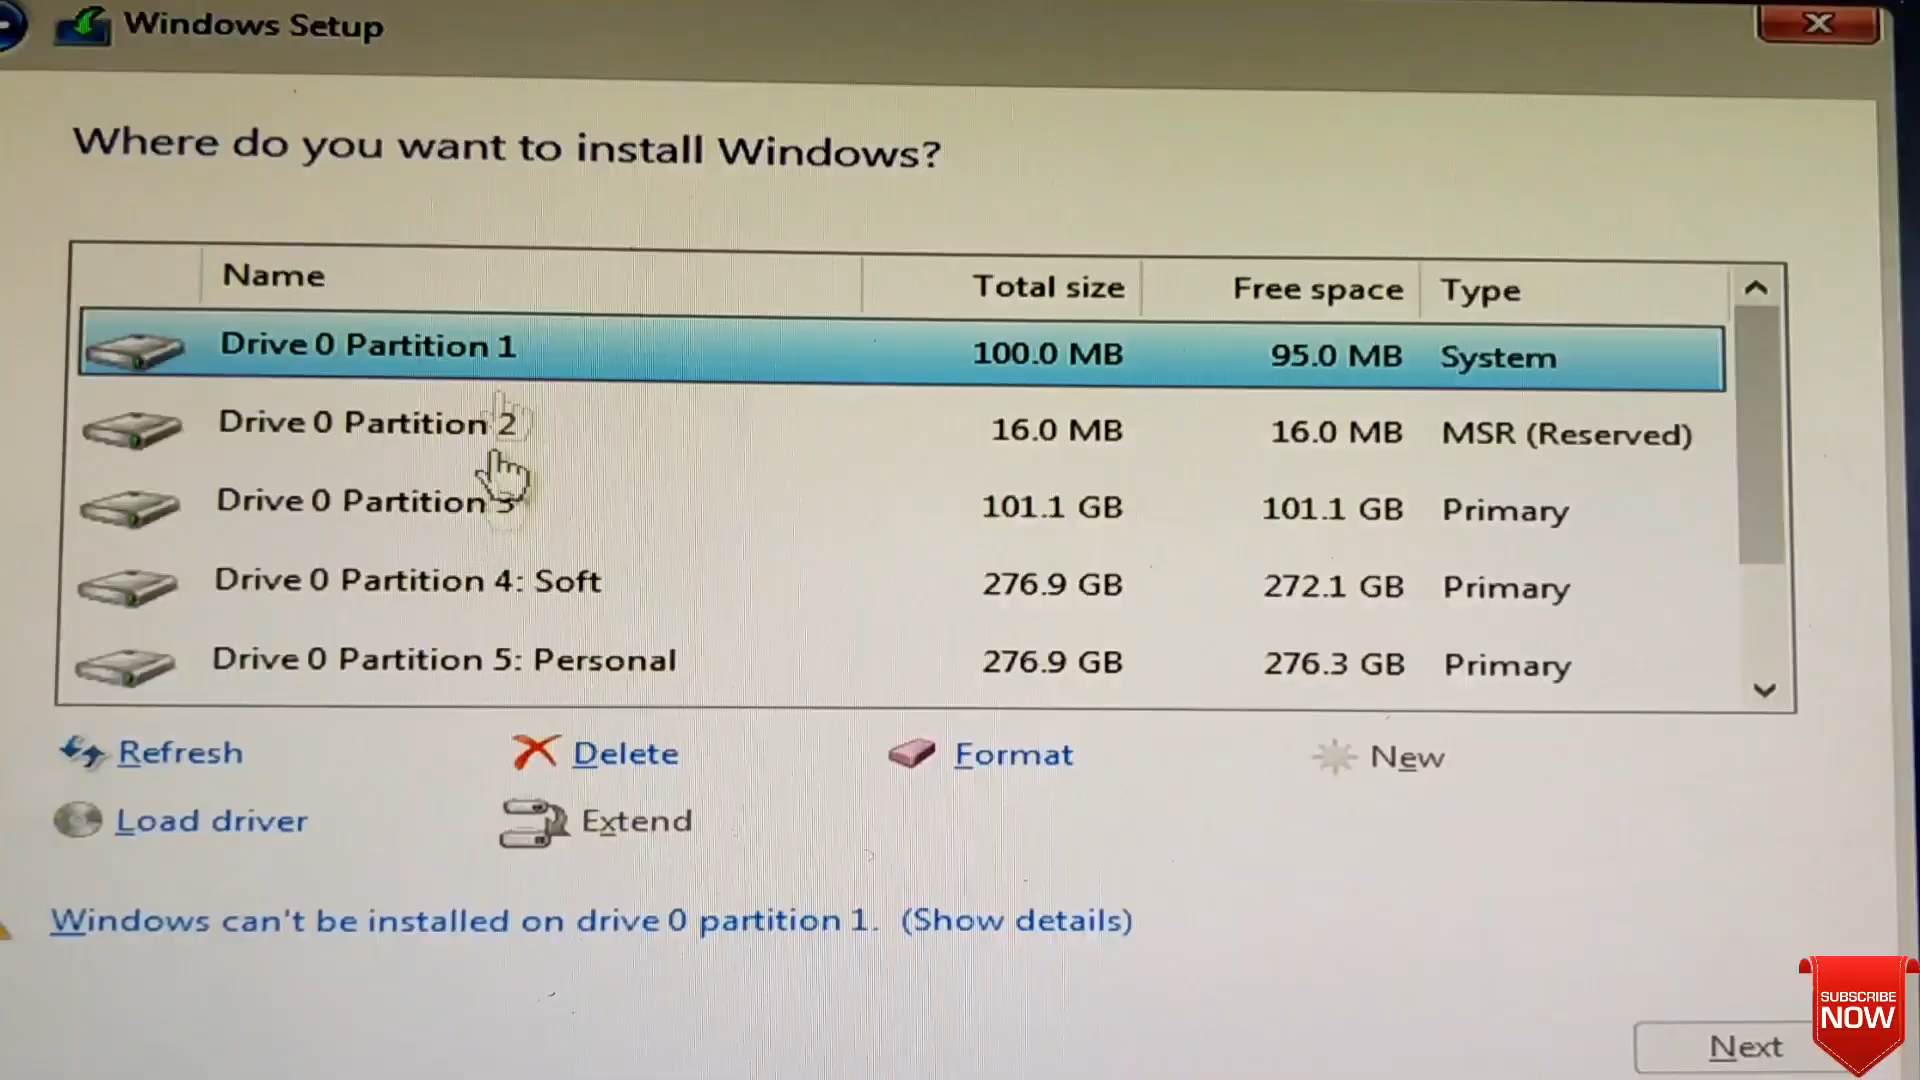 Windows Setup
Where do you want to install Windows?
Name Total size Free space Type
Drive 0 Partition 1 100.0 MB 95.0 MB System
Drive 0 Partition 2 16.0 MB 16.0 MB MSR (Reserved)
Drive 0 Partition 3 101.1 GB 101.1 GB Primary
Drive 0 Partition 4: Soft 276.9 GB 272.1 GB Primary
Drive 0 Partition 5: Personal 276.9 GB 276.3 GB Primary
Refresh Delete Format New
Load driver Extend
Windows can't be installed on drive 0 partition 1. (Show details)
SUBSCRIBE
NOW
Next